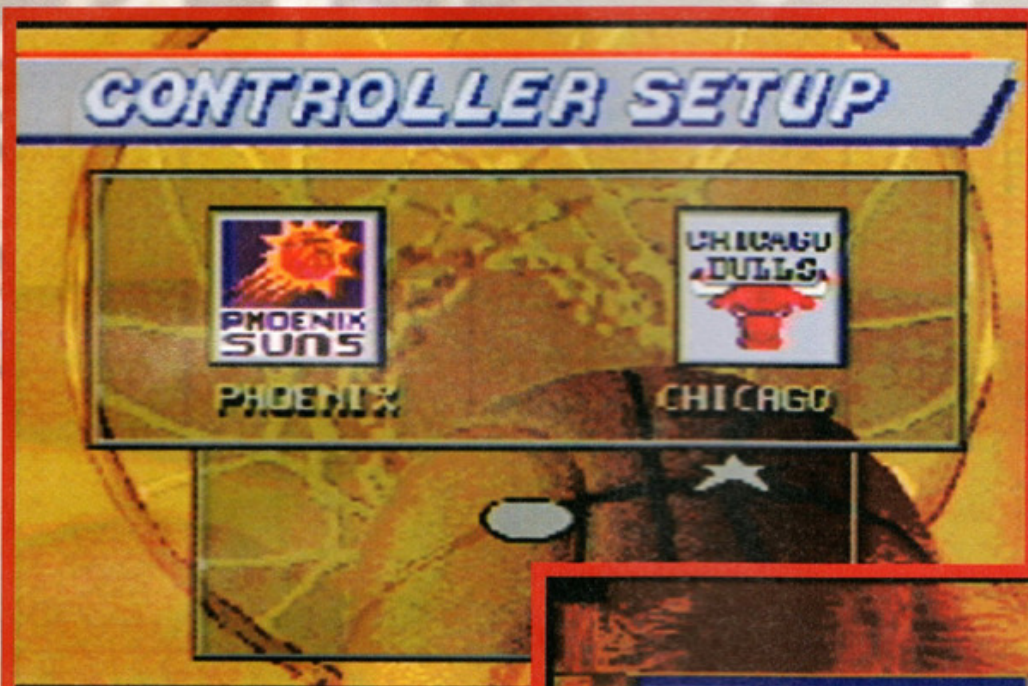 CONTROLLER SETUP
PHOENIX
SUNS
CHICAGO
BULLS
PHOENIX
CHICAGO